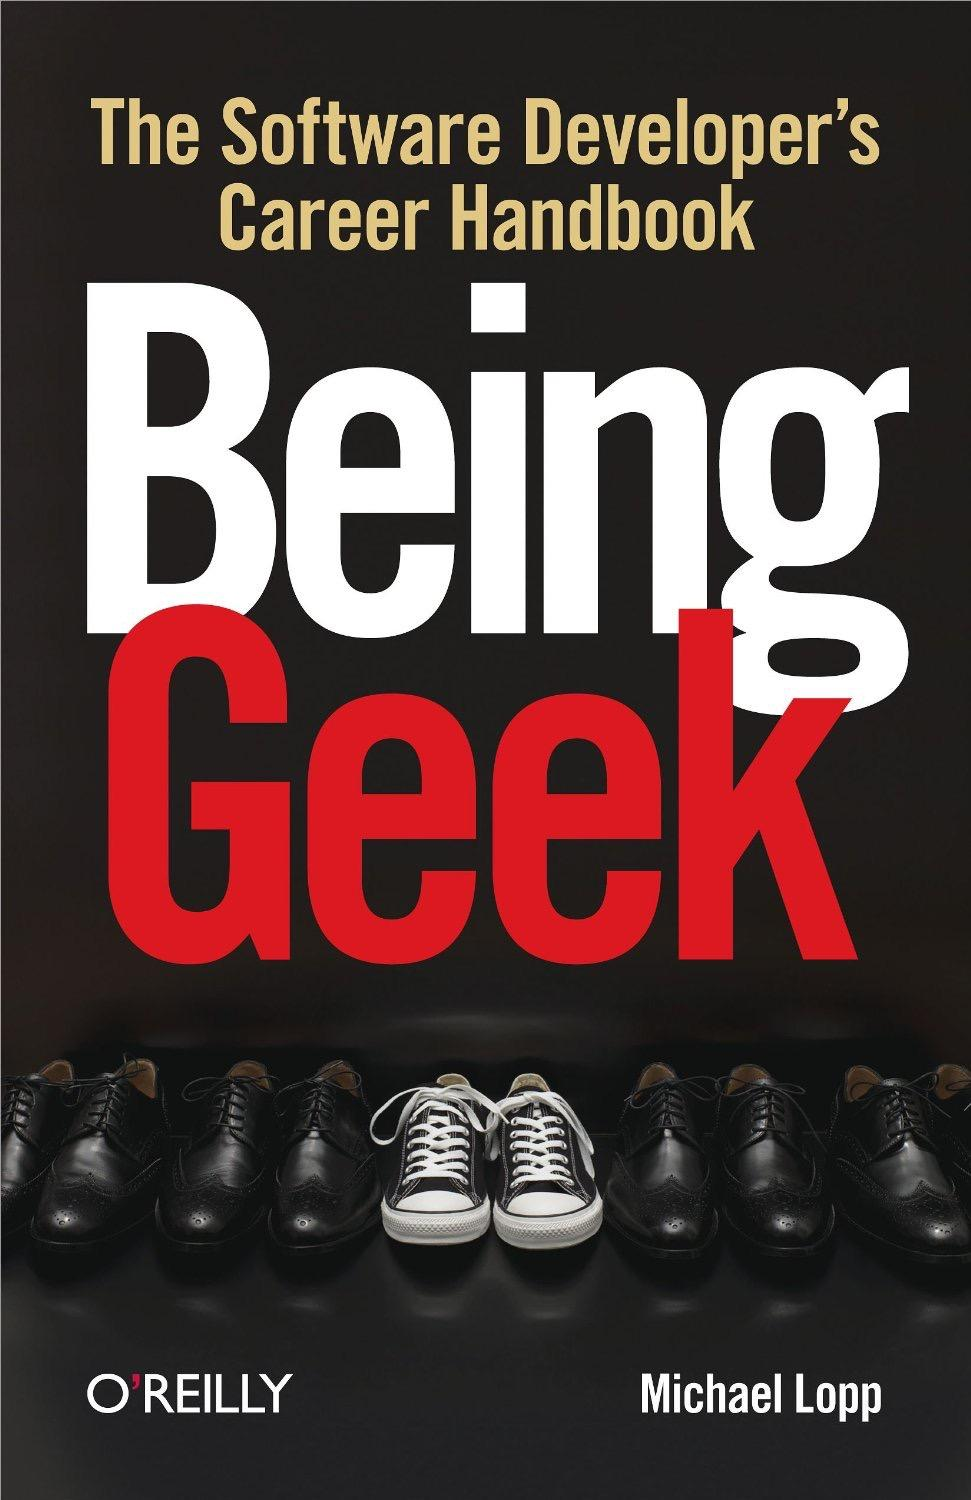 The Software Developer's
Career Handbook
Being
Geek
O'REILLY
Michael Lopp